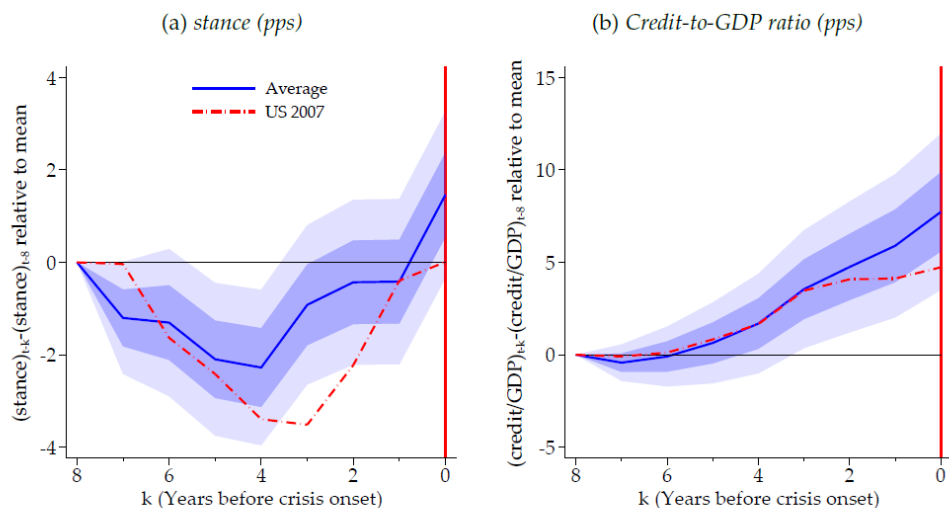 (a) stance (pps)
(stance)t-k-(stance)t-8 relative to mean
4
2
0
-2
-4
Average
US 2007
8
6
4
2
0
k (Years before crisis onset)
(b) Credit-to-GDP ratio (pps)
(credit/GDP)t-k-(credit/GDP)t-8 relative to mean
15
10
5
0
-5
8
6
4
2
0
k (Years before crisis onset)